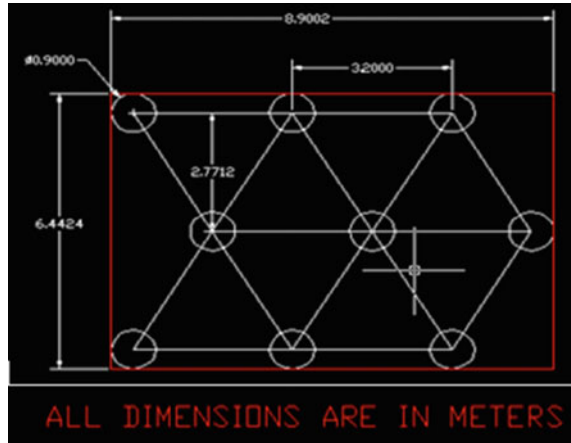 8.9002
ø0.9000
3.2000
2.7712
6.4424
ALL DIMENSIONS ARE IN METERS